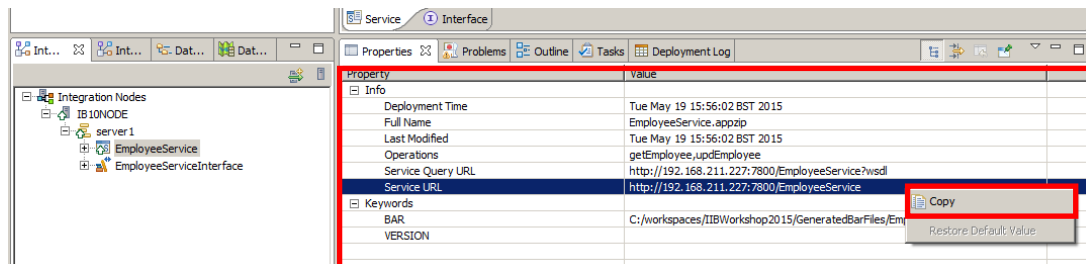 Service Interface
Int... Int... Dat... Dat...
Properties Problems Outline Tasks Deployment Log
Property Value
Info
Integration Nodes
Deployment Time Tue May 19 15:56:02 BST 2015
IB10NODE
Full Name EmployeeService.appzip
server1
Last Modified Tue May 19 15:56:02 BST 2015
EmployeeService
Operations getEmployee,updEmployee
EmployeeServiceInterface
Service Query URL http://192.168.211.227:7800/EmployeeService?wsdl
Service URL http://192.168.211.227:7800/EmployeeService
Copy
Keywords
BAR C:/workspaces/IIBWorkshop2015/GeneratedBarFiles/Emp
Restore Default Value
VERSION